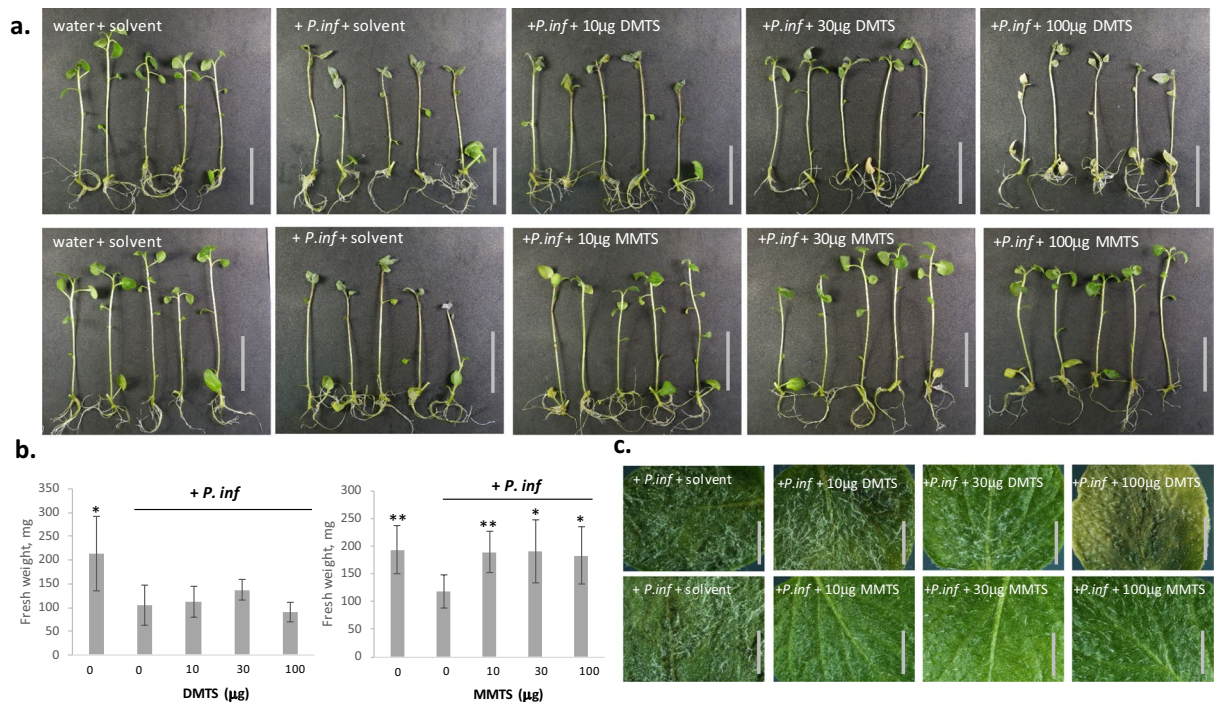 a.
water + solvent
+ P.inf + solvent
+P.inf + 10µg DMTS
+P.inf + 30µg DMTS
+P.inf + 100µg DMTS
water + solvent
+ P.inf + solvent
+P.inf + 10µg MMTS
+P.inf + 30µg MMTS
+P.inf + 100µg MMTS
b.
+ P. inf
Fresh weight, mg
350
300
250
200
150
100
50
0
*
0
0
10
30
100
DMTS (µg)
+ P. inf
Fresh weight, mg
300
250
200
150
100
50
0
**
**
*
*
0
0
10
30
100
MMTS (µg)
c.
+ P.inf + solvent
+P.inf + 10µg DMTS
+P.inf + 30µg DMTS
+P.inf + 100µg DMTS
+ P.inf + solvent
+P.inf + 10µg MMTS
+P.inf + 30µg MMTS
+P.inf + 100µg MMTS